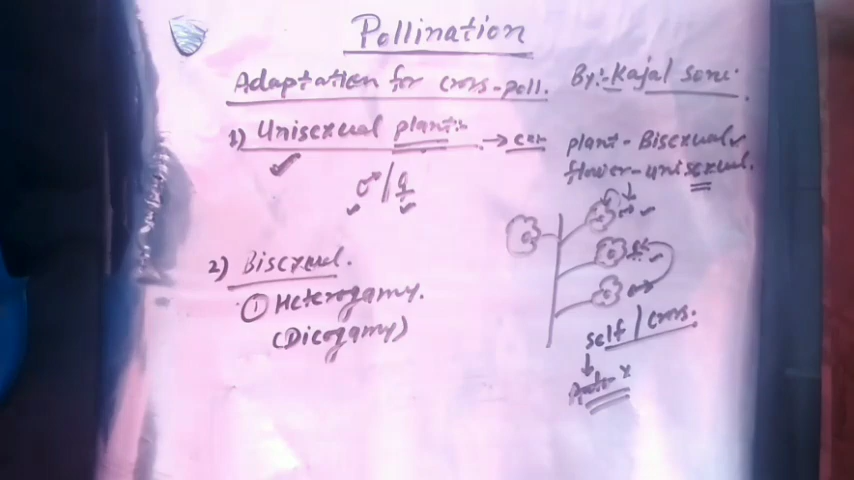 Pollination
Adaptation for cross-poll.
By:- Kajal soni.
1) Unisexual plant:-
→ can
plant - Bisexual
flower - unisexual.
♂/♀
2) Bisexual.
① Heterogamy.
(Dicogamy)
self / cross.